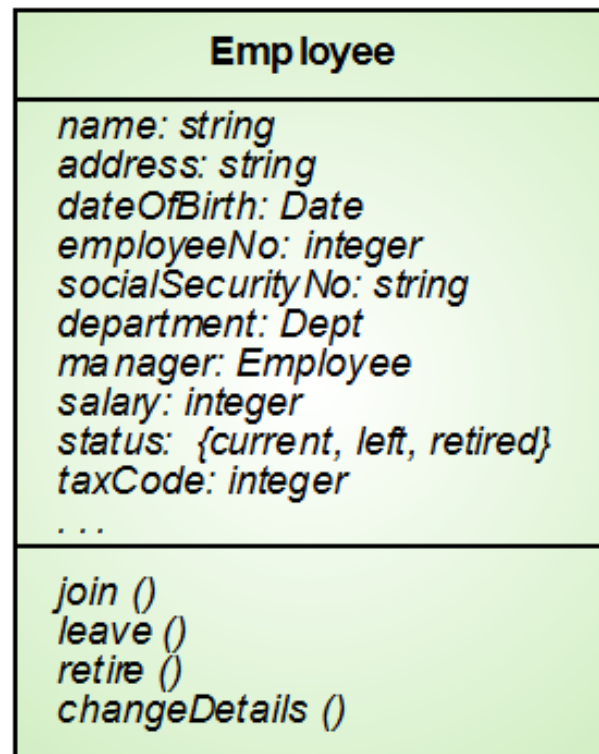 Employee
name: string
address: string
dateOfBirth: Date
employeeNo: integer
socialSecurityNo: string
department: Dept
manager: Employee
salary: integer
status: {current, left, retired}
taxCode: integer
. . .
join ()
leave ()
retire ()
changeDetails ()